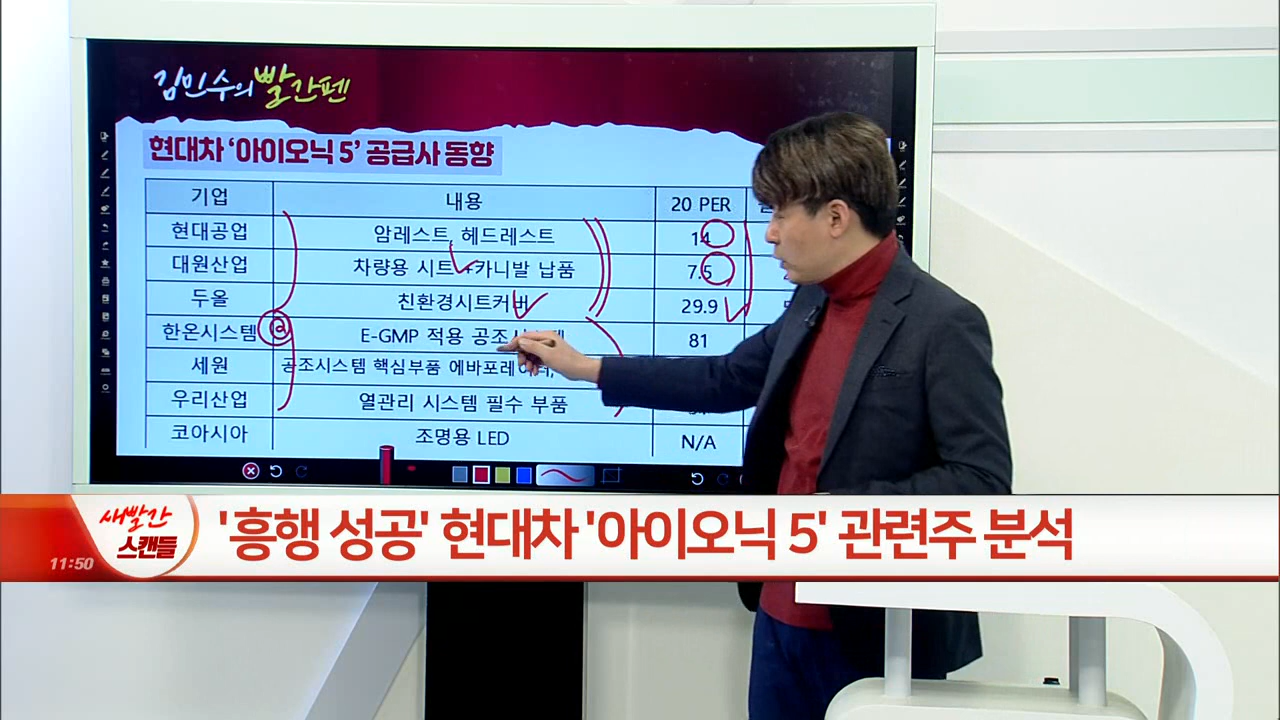 김민수의 빨간펜
현대차 '아이오닉 5' 공급사 동향
기업 내용 20 PER
현대공업 암레스트, 헤드레스트 14
대원산업 차량용 시트 카니발 납품 7.5
두올 친환경시트커버 29.9
한온시스템 E-GMP 적용 공조시스템 81
세원 공조시스템 핵심부품 에바포레이터,
우리산업 열관리 시스템 필수 부품
코아시아 조명용 LED N/A
새빨간
스캔들
11:50
'흥행 성공' 현대차 '아이오닉 5' 관련주 분석